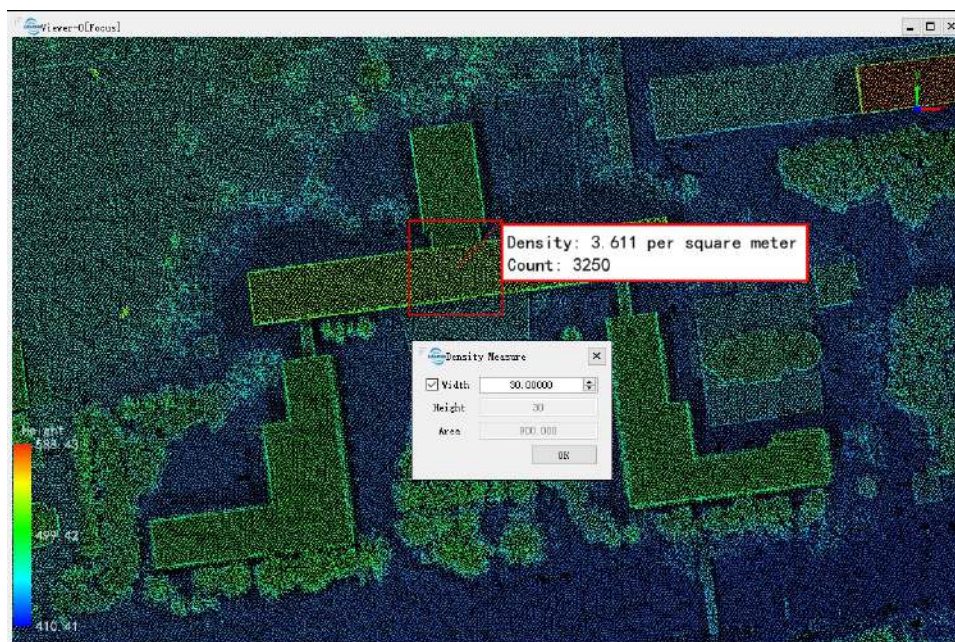 Viewer-0[Focus]
Density: 3.611 per square meter
Count: 3250
Density Measure
Width 30.00000
Height 30
Area 900.000
OK
Height
499.42
410.41